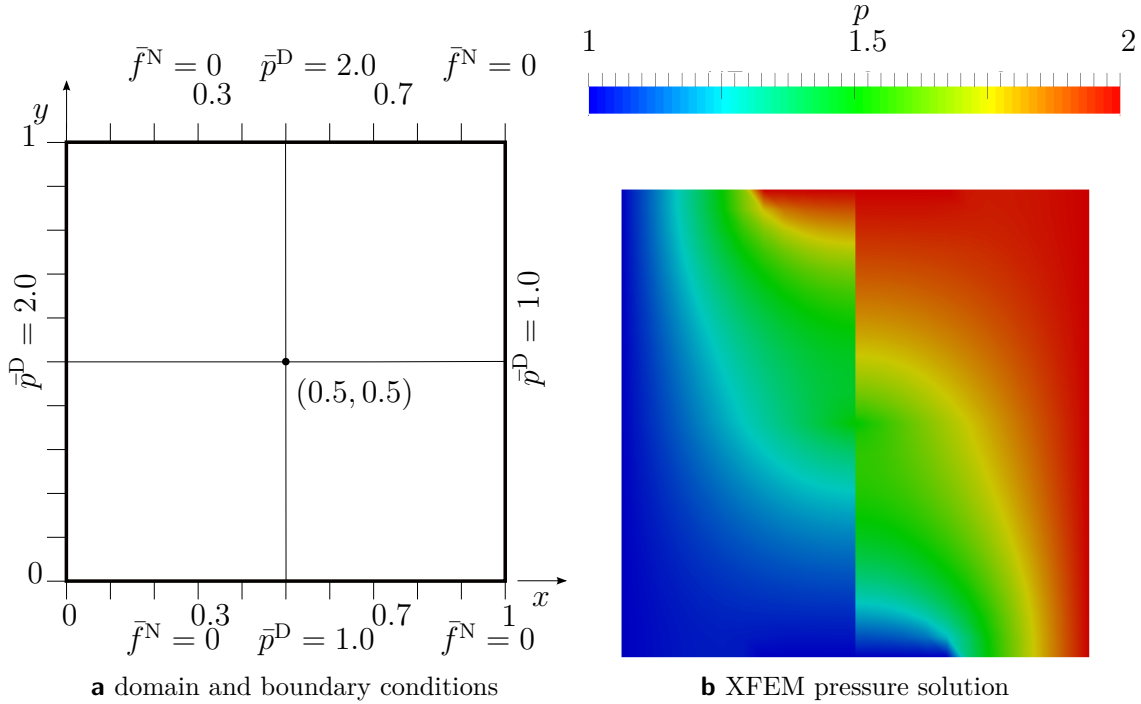 f̄ᴺ = 0 p̄ᴰ = 2.0 f̄ᴺ = 0
0.3 0.7
y
1
p̄ᴰ = 2.0
p̄ᴰ = 1.0
(0.5, 0.5)
0
x
0 0.3 0.7 1
f̄ᴺ = 0 p̄ᴰ = 1.0 f̄ᴺ = 0
a domain and boundary conditions
p
1 1.5 2
b XFEM pressure solution